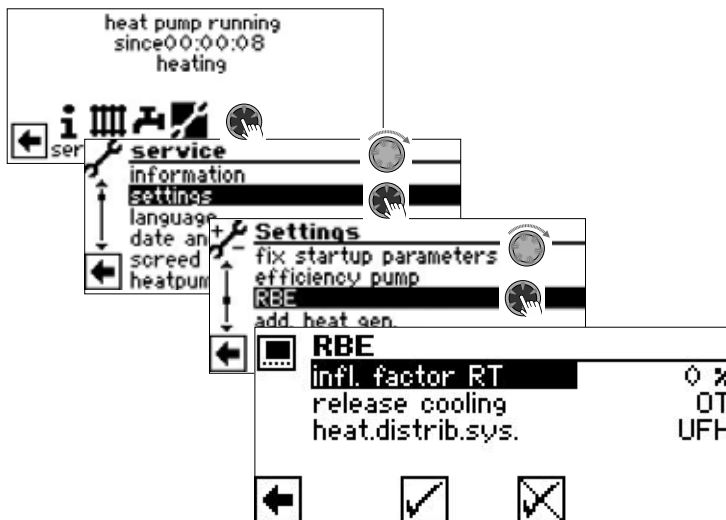 heat pump running
since00:00:08
heating
ser
service
information
settings
language
date an
screed
heatpum
Settings
fix startup parameters
efficiency pump
RBE
add. heat gen.
RBE
infl. factor RT 0 %
release cooling OT
heat.distrib.sys. UFH